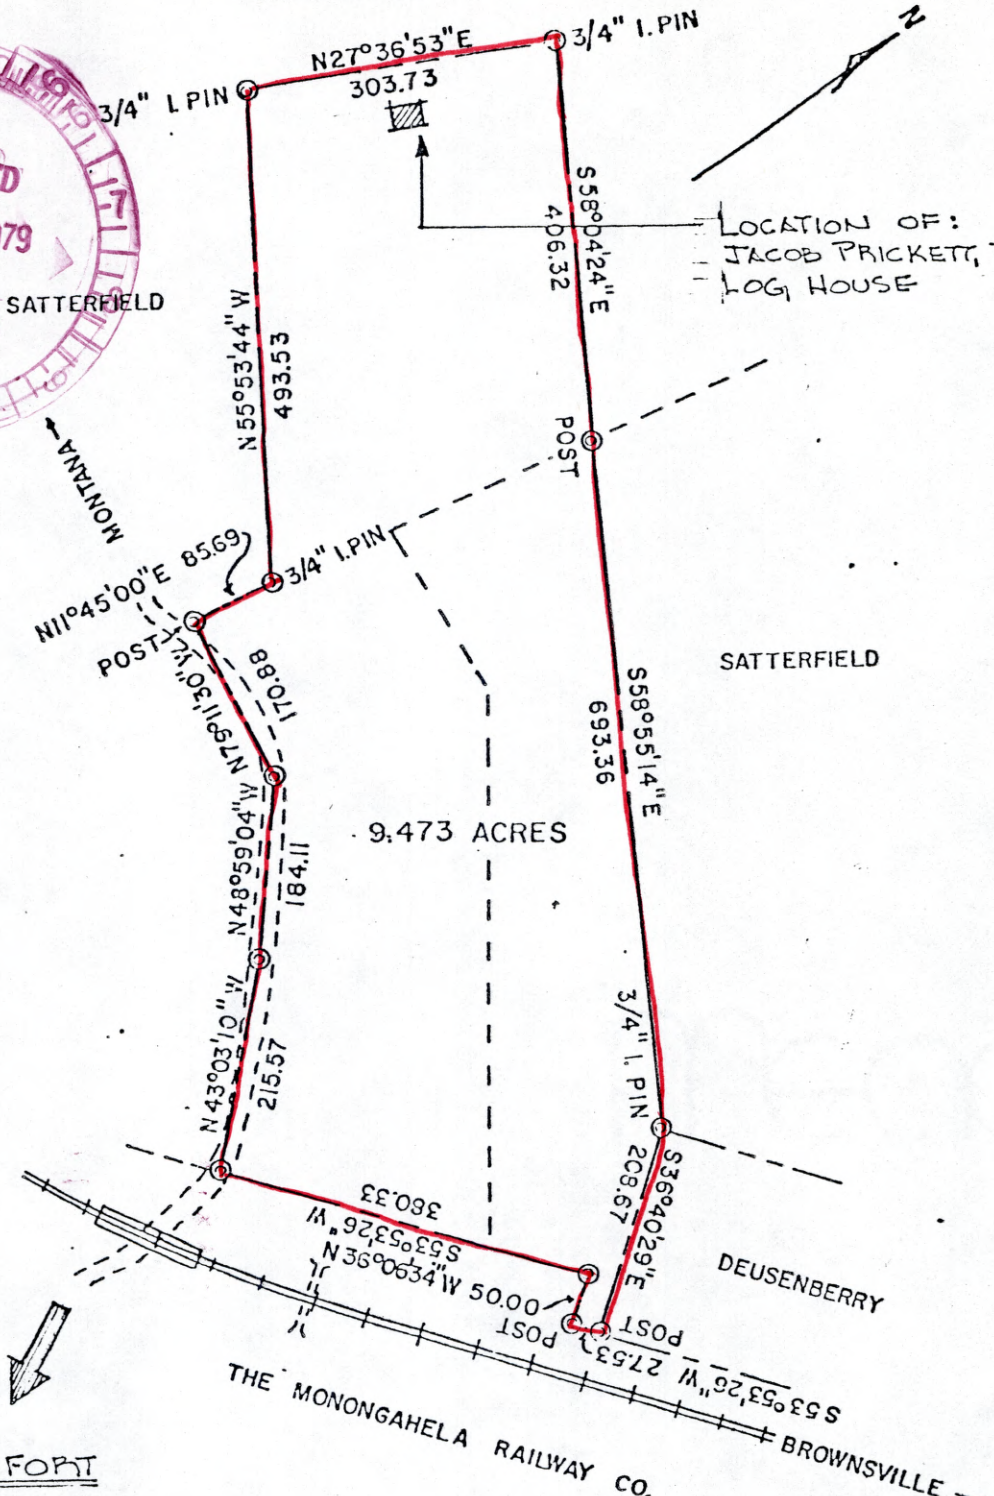 N27°36'53"E
303.73
3/4" I.PIN
3/4" I.PIN
N
79
SATTERFIELD
S58°04'24"E
406.32
LOCATION OF:
JACOB PRICKETT,
LOG HOUSE
N55°53'44"W
493.53
MONTANA
POST
85.69
3/4" I.PIN
N11°45'00"E
POST
N79°11'30"W
170.88
SATTERFIELD
S58°55'14"E
693.36
9.473 ACRES
N48°59'04"W
184.11
N43°03'10"W
215.57
3/4" I. PIN
S36°40'29"E
208.67
380.33
S53°53'26"W
50.00
POST
POST
27.53
S53°53'26"W
DEUSENBERRY
THE MONONGAHELA RAILWAY CO.
BROWNSVILLE
FORT